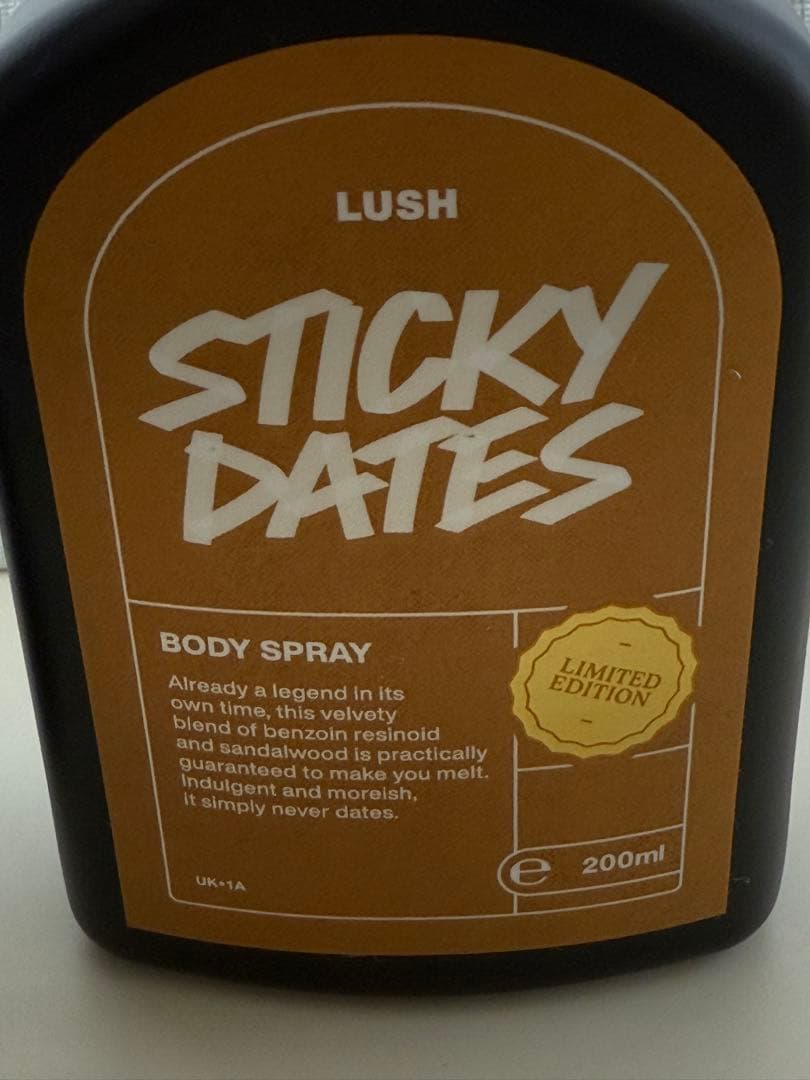 LUSH
STICKY
DATES
BODY SPRAY
Already a legend in its
own time, this velvety
blend of benzoin resinoid
and sandalwood is practically
guaranteed to make you melt.
Indulgent and moreish,
it simply never dates.
LIMITED
EDITION
UK•1A
℮ 200ml